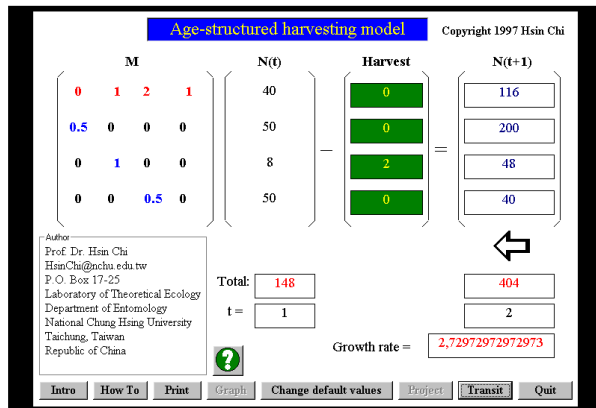 Age-structured harvesting model
Copyright 1997 Hsin Chi
M N(t) Harvest N(t+1)
0 1 2 1 40 0 116
0.5 0 0 0 50 0 200
0 1 0 0 8 2 48
0 0 0.5 0 50 0 40
− =
Author
Prof. Dr. Hsin Chi
HsinChi@nchu.edu.tw
P.O. Box 17-25
Laboratory of Theoretical Ecology
Department of Entomology
National Chung Hsing University
Taichung, Taiwan
Republic of China
Total: 148 404
t = 1 2
Growth rate = 2,72972972972973
?
Intro How To Print Graph Change default values Project Transit Quit